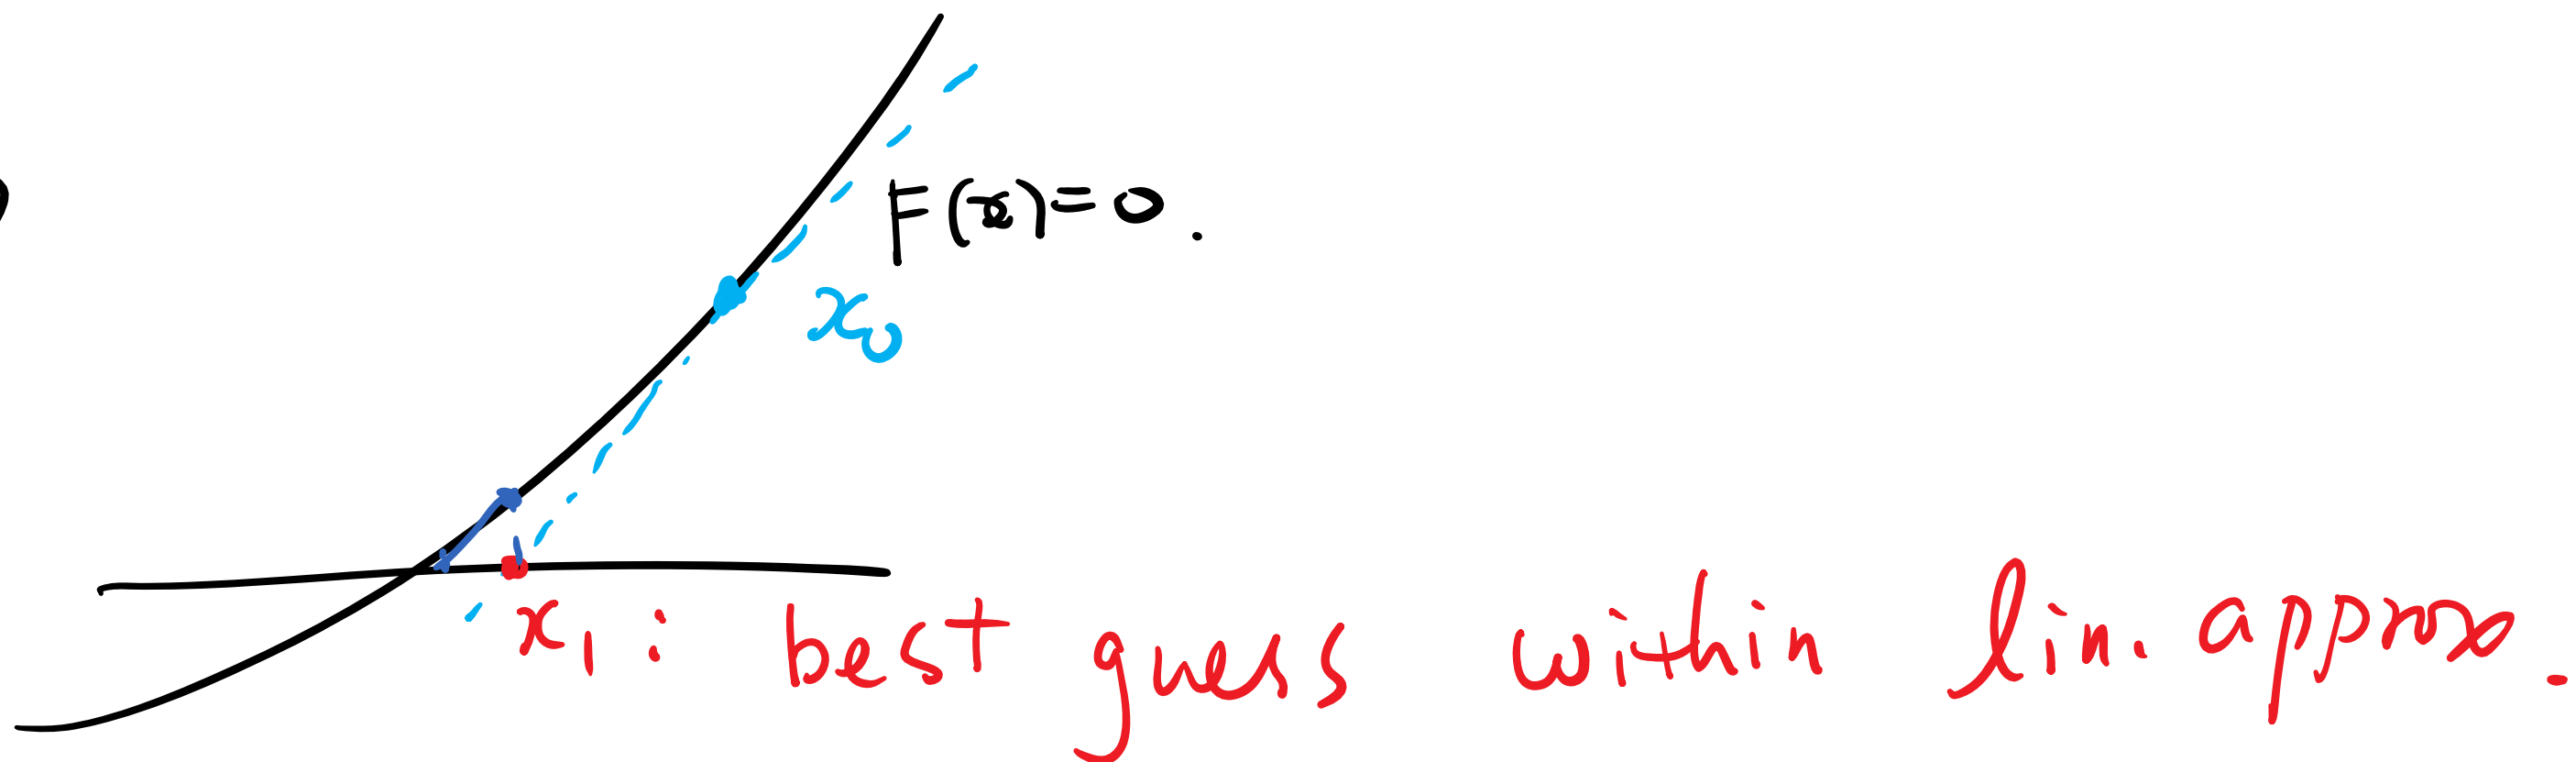 F(x)=0.
x₀
x₁: best guess within lin. approx.